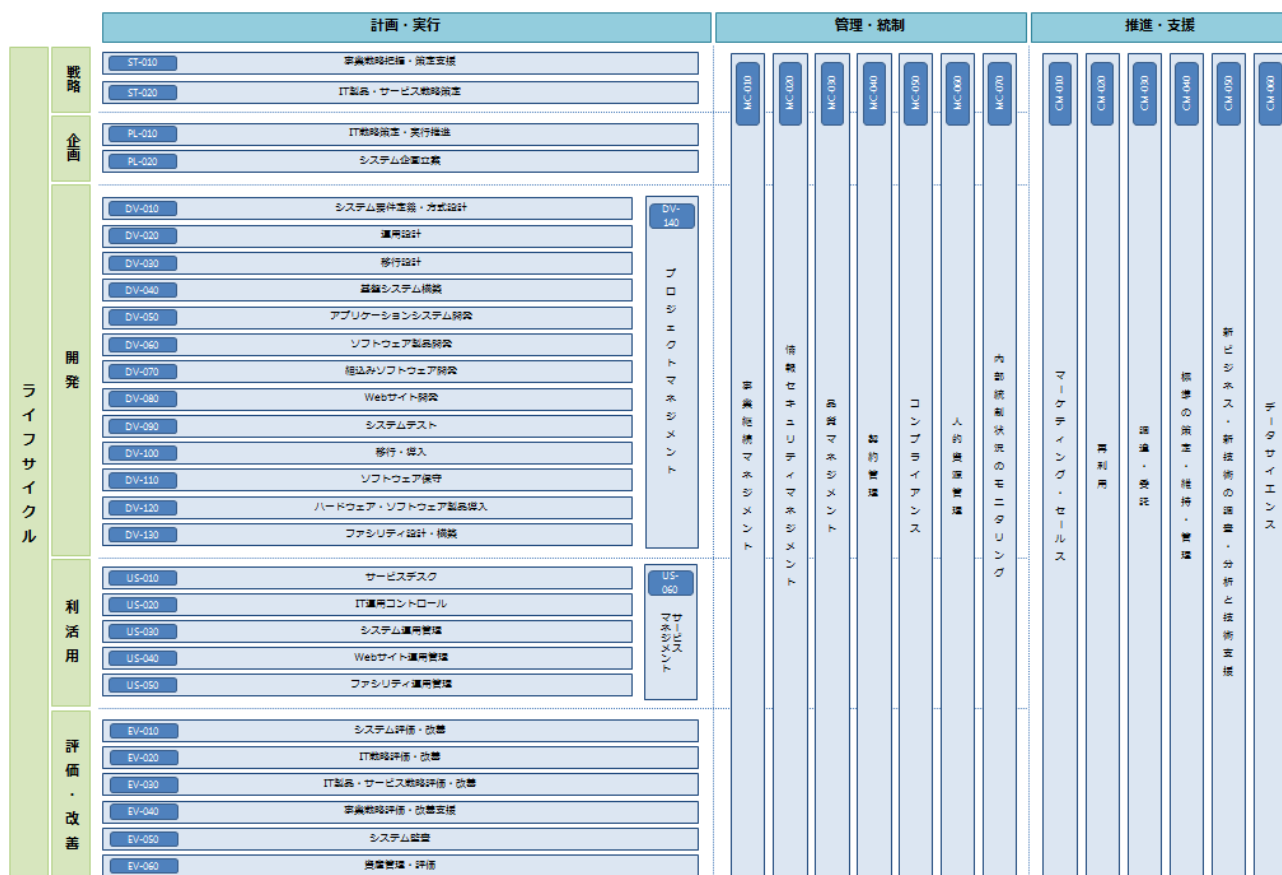 計画・実行
管理・統制
推進・支援
ライフサイクル
戦略
ST-010 事業戦略把握・策定支援
ST-020 IT製品・サービス戦略策定
企画
PL-010 IT戦略策定・実行推進
PL-020 システム企画立案
開発
DV-010 システム要件定義・方式設計
DV-020 運用設計
DV-030 移行設計
DV-040 基盤システム構築
DV-050 アプリケーションシステム開発
DV-060 ソフトウェア製品開発
DV-070 組込みソフトウェア開発
DV-080 Webサイト開発
DV-090 システムテスト
DV-100 移行・導入
DV-110 ソフトウェア保守
DV-120 ハードウェア・ソフトウェア製品導入
DV-130 ファシリティ設計・構築
DV-
140
プロジェクトマネジメント
利活用
US-010 サービスデスク
US-020 IT運用コントロール
US-030 システム運用管理
US-040 Webサイト運用管理
US-050 ファシリティ運用管理
US-
060
サービス
マネジメント
評価・改善
EV-010 システム評価・改善
EV-020 IT戦略評価・改善
EV-030 IT製品・サービス戦略評価・改善
EV-040 事業戦略評価・改善支援
EV-050 システム監査
EV-060 資産管理・評価
MC-010 事業継続マネジメント
MC-020 情報セキュリティマネジメント
MC-030 品質マネジメント
MC-040 契約管理
MC-050 コンプライアンス
MC-060 人的資源管理
MC-070 内部統制状況のモニタリング
CM-010 マーケティング・セールス
CM-020 再利用
CM-030 調達・委託
CM-040 標準の策定・維持・管理
CM-050 新ビジネス・新技術の調査・分析と技術支援
CM-060 データサイエンス